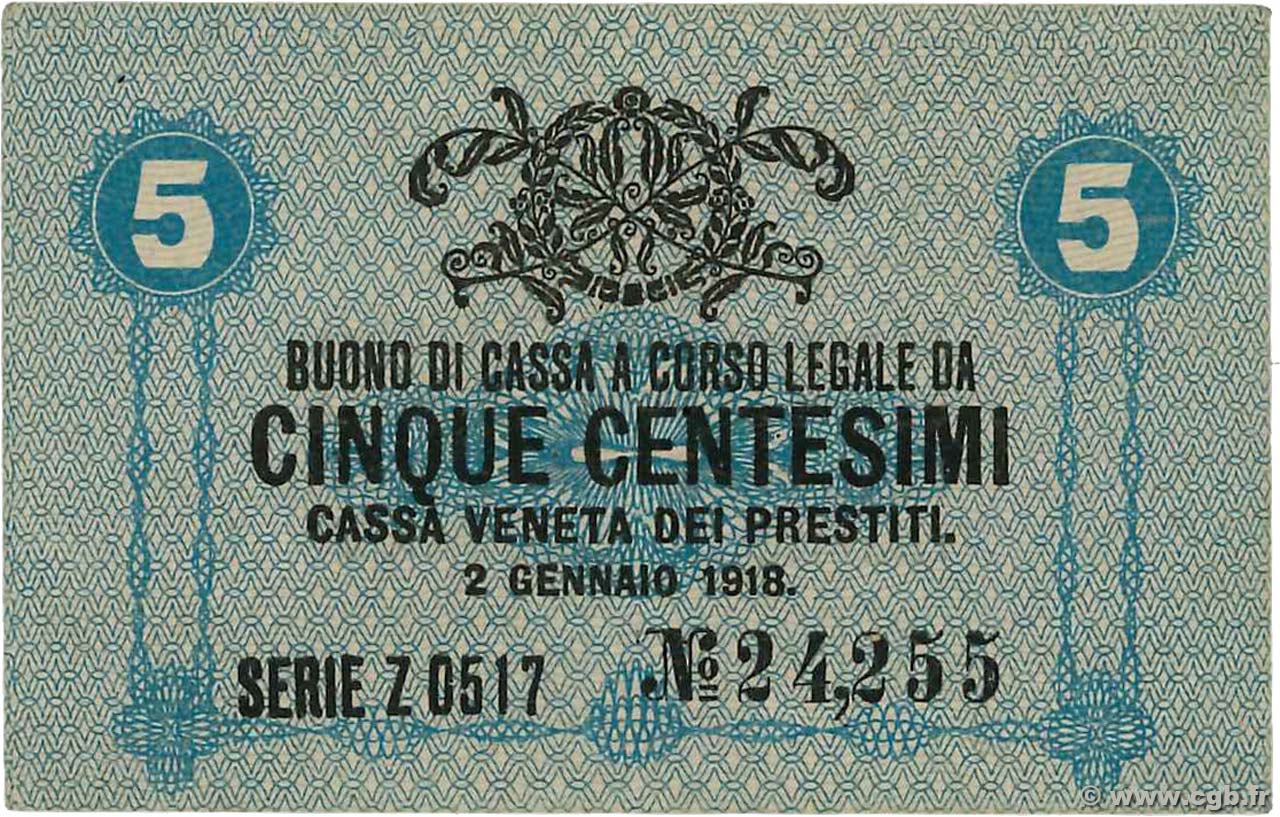 5 5
BUONO DI CASSA A CORSO LEGALE DA
CINQUE CENTESIMI
CASSA VENETA DEI PRESTITI.
2 GENNAIO 1918.
SERIE Z 0517 No 24,255
© www.cgb.fr